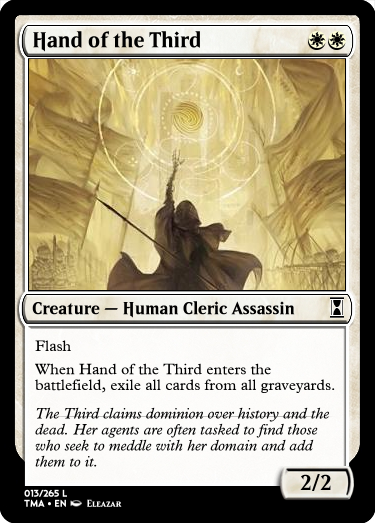 Hand of the Third
Creature — Human Cleric Assassin
Flash
When Hand of the Third enters the
battlefield, exile all cards from all graveyards.
The Third claims dominion over history and the
dead. Her agents are often tasked to find those
who seek to meddle with her domain and add
them to it.
2/2
013/265 L
TMA • EN Eleazar